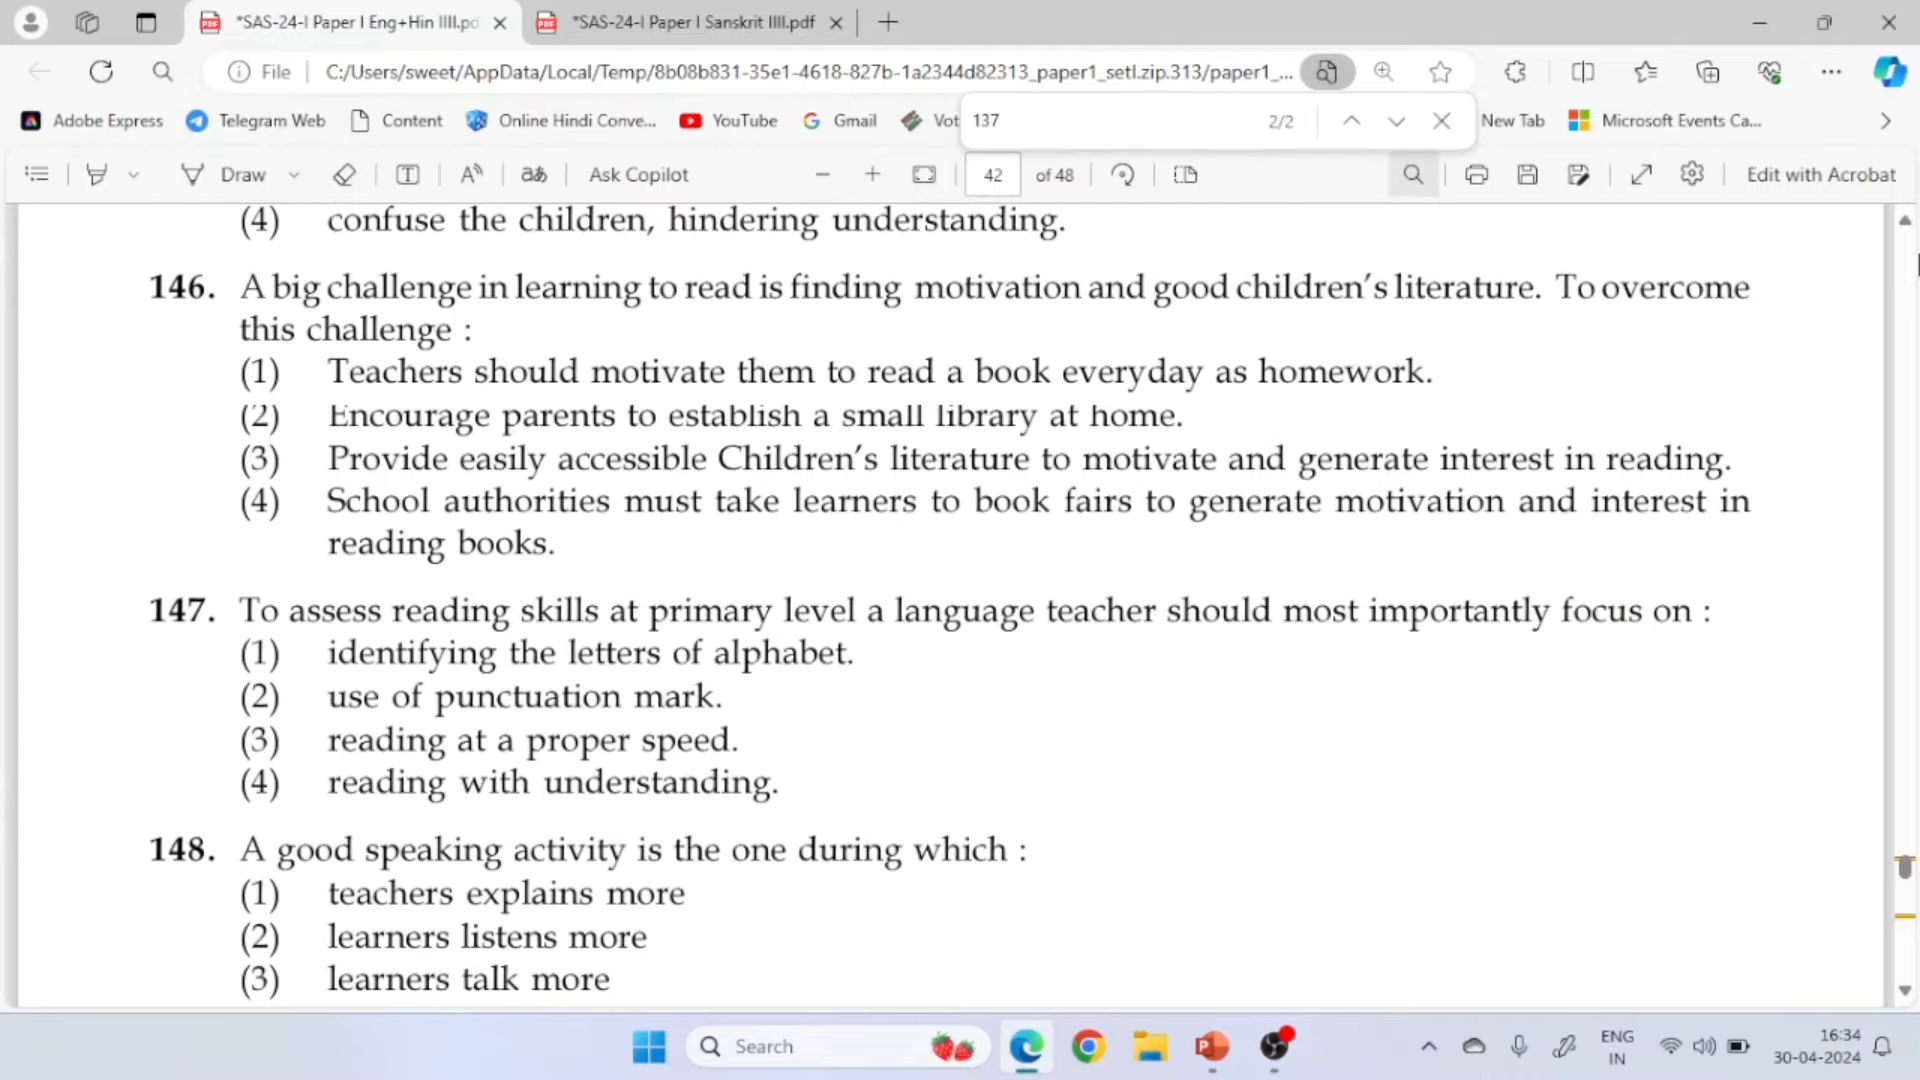 *SAS-24-I Paper I Eng+Hin IIII.pd
*SAS-24-I Paper I Sanskrit IIII.pdf
File
C:/Users/sweet/AppData/Local/Temp/8b08b831-35e1-4618-827b-1a2344d82313_paper1_setI.zip.313/paper1_...
Adobe Express
Telegram Web
Content
Online Hindi Conve...
YouTube
Gmail
Vot
137
2/2
New Tab
Microsoft Events Ca...
Draw
Ask Copilot
42
of 48
Edit with Acrobat
(4) confuse the children, hindering understanding.
146. A big challenge in learning to read is finding motivation and good children's literature. To overcome
this challenge :
(1) Teachers should motivate them to read a book everyday as homework.
(2) Encourage parents to establish a small library at home.
(3) Provide easily accessible Children's literature to motivate and generate interest in reading.
(4) School authorities must take learners to book fairs to generate motivation and interest in
reading books.
147. To assess reading skills at primary level a language teacher should most importantly focus on :
(1) identifying the letters of alphabet.
(2) use of punctuation mark.
(3) reading at a proper speed.
(4) reading with understanding.
148. A good speaking activity is the one during which :
(1) teachers explains more
(2) learners listens more
(3) learners talk more
Search
ENG
IN
16:34
30-04-2024